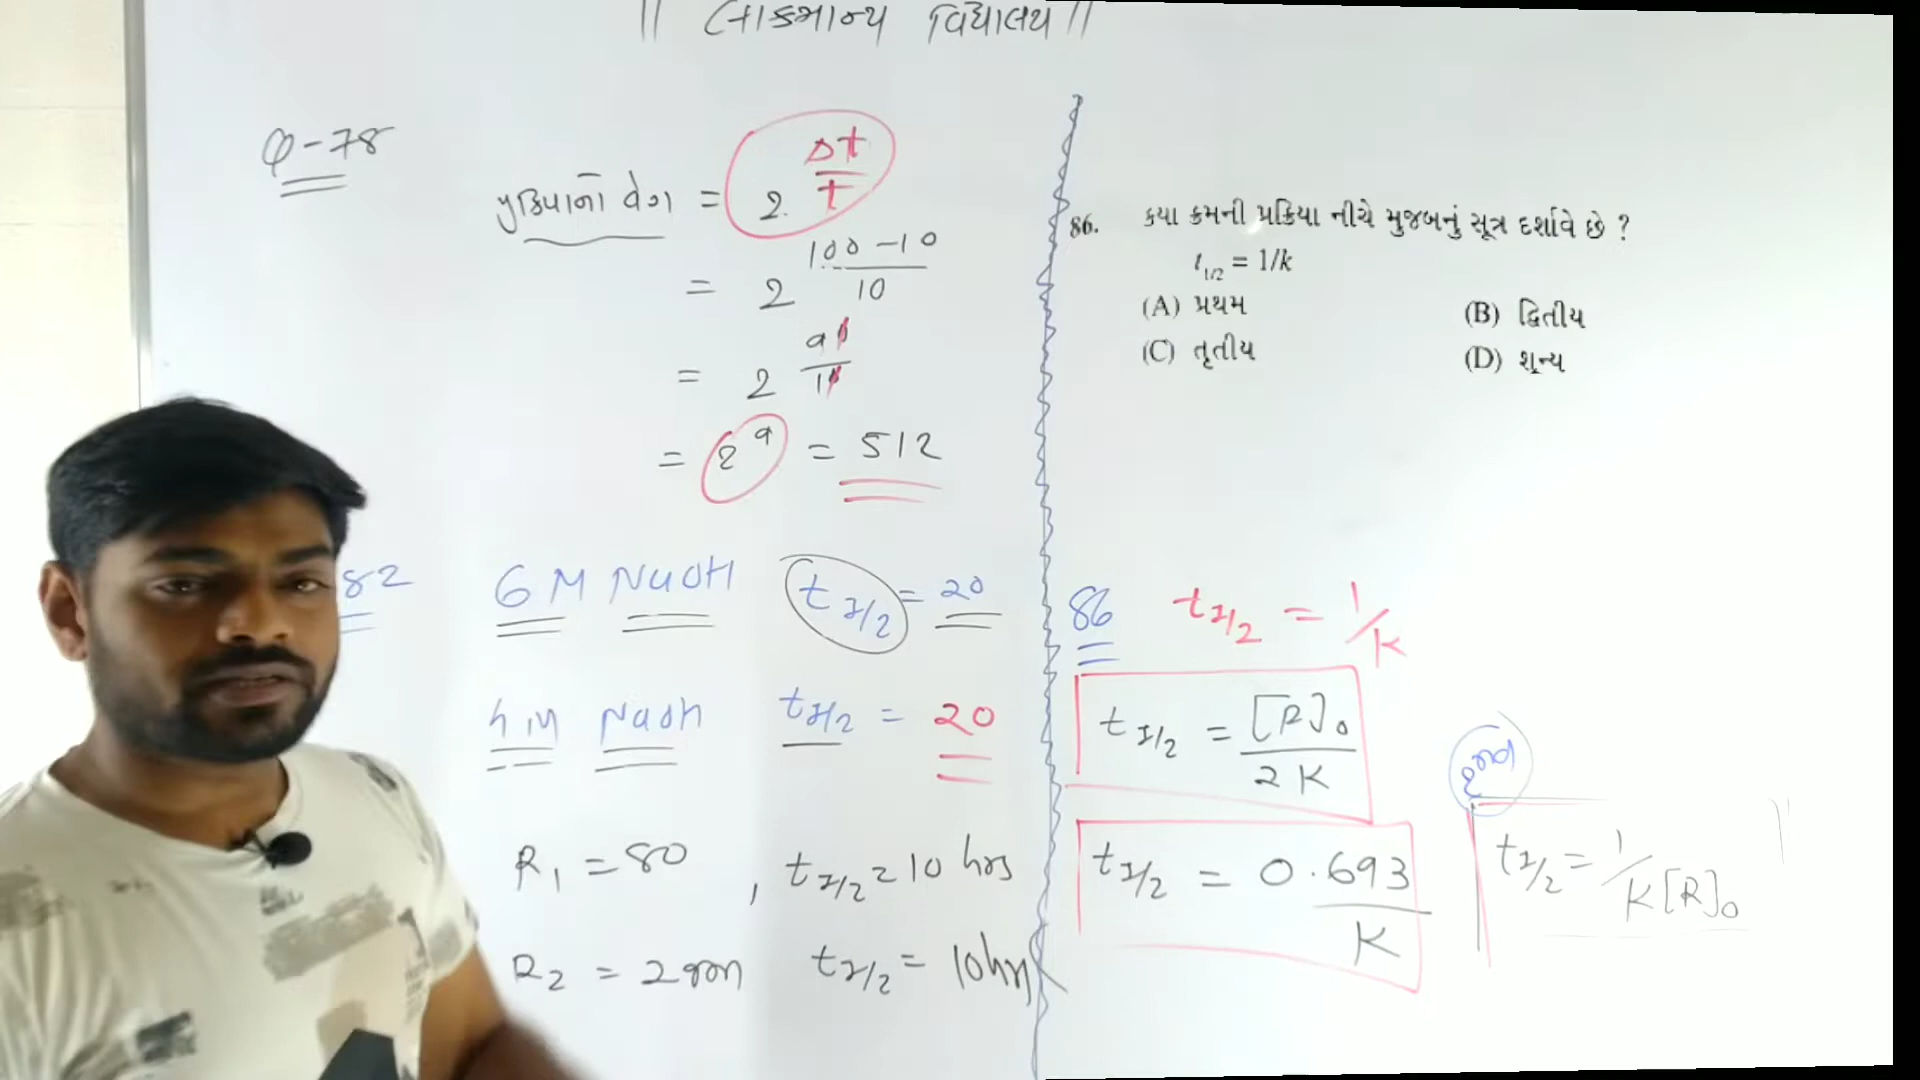 || લોકમાન્ય વિદ્યાલય ||
Q-78
પ્રક્રિયાનો વેગ = 2 Δt/T
= 2 100-10/10
= 2 90/10
= 2⁹ = 512
82 6 M NaOH t1/2 = 20
4 M NaOH t1/2 = 20
R₁ = 80 , t1/2 = 10 hrs
R₂ = 2 gm t1/2 = 10 hrs
86. કયા ક્રમની પ્રક્રિયા નીચે મુજબનું સૂત્ર દર્શાવે છે ?
t1/2 = 1/k
(A) પ્રથમ (B) દ્વિતીય
(C) તૃતીય (D) શૂન્ય
86 t1/2 = 1/K
t1/2 = [R]₀/2K
t1/2 = 0.693/K
t1/2 = 1/K[R]₀